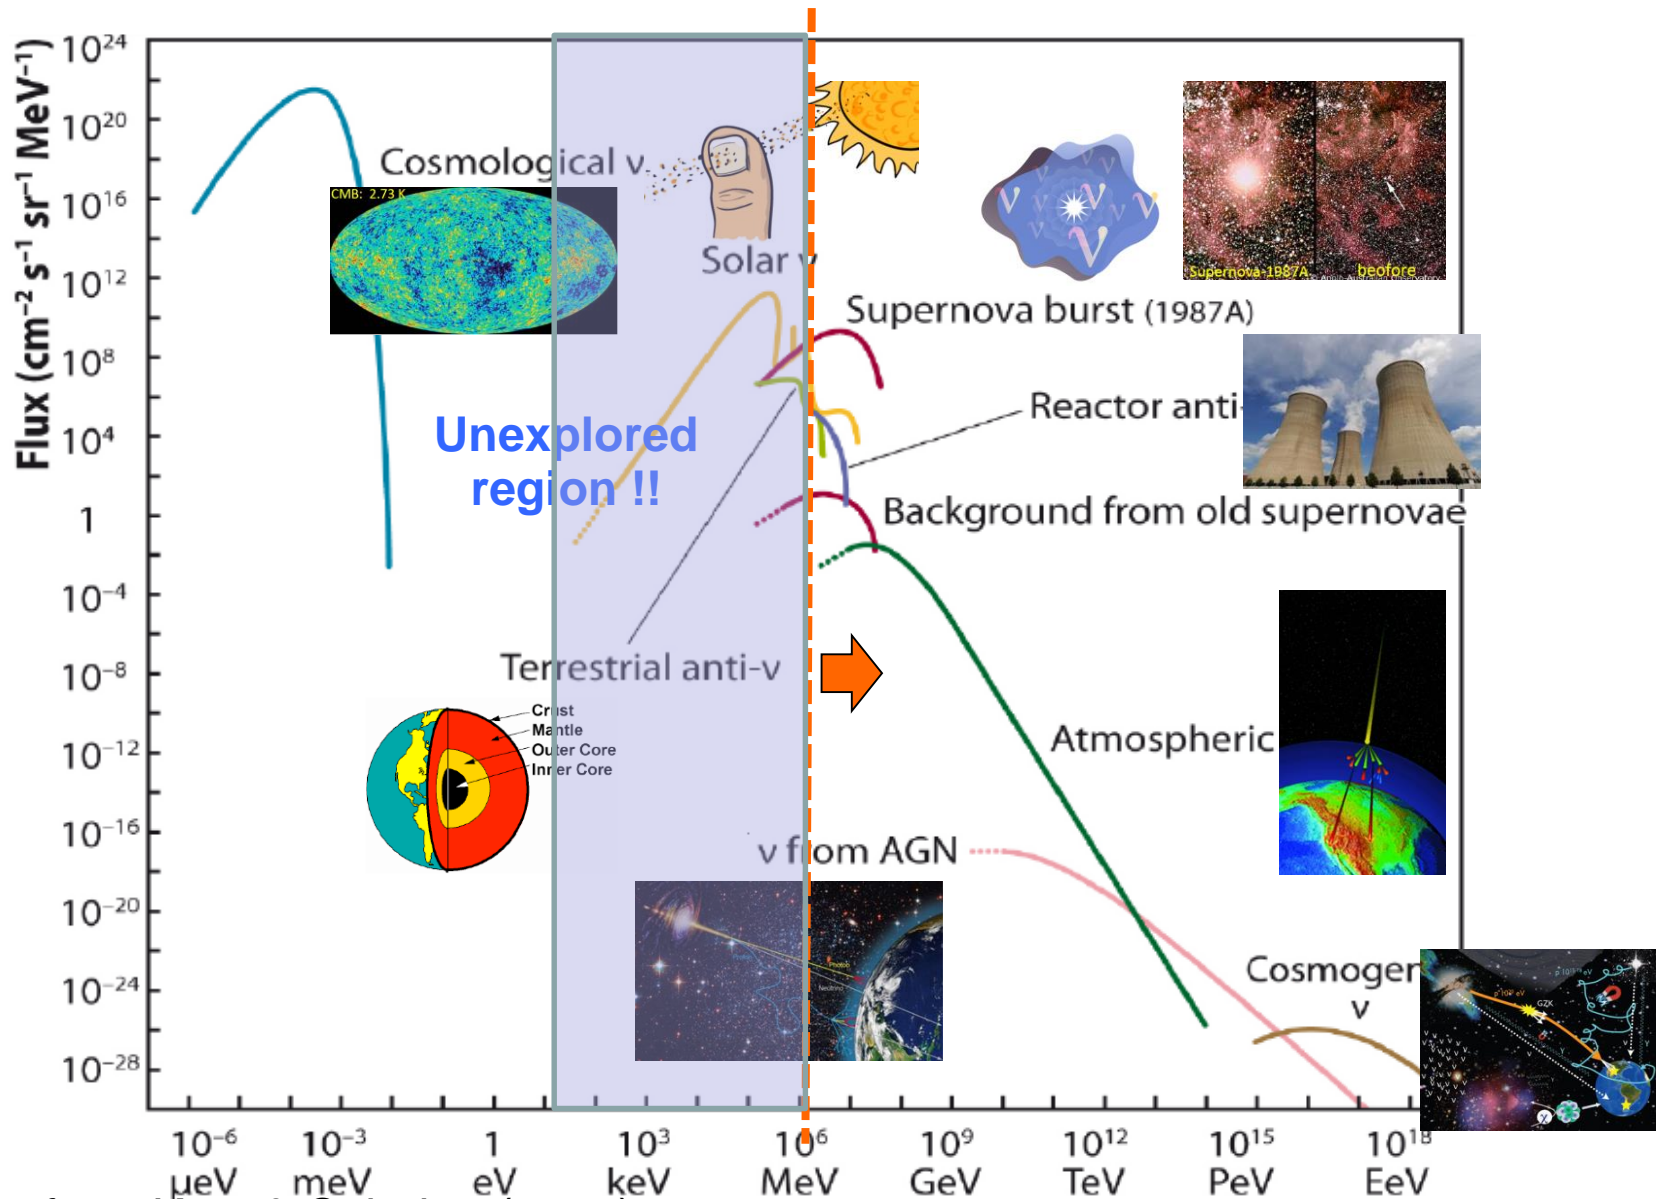 Flux (cm⁻² s⁻¹ sr⁻¹ MeV⁻¹)
10²⁴
10²⁰
10¹⁶
10¹²
10⁸
10⁴
1
10⁻⁴
10⁻⁸
10⁻¹²
10⁻¹⁶
10⁻²⁰
10⁻²⁴
10⁻²⁸
Cosmological ν
CMB: 2.73 K
Solar ν
Supernova-1987A
beofore
Supernova burst (1987A)
Reactor anti-
Unexplored
region !!
Background from old supernovae
Terrestrial anti-ν
Crust
Mantle
Outer Core
Inner Core
Atmospheric
ν from AGN
Photon
Neutrino
Cosmogen
ν
GZK
10⁻⁶ 10⁻³ 1 10³ 10⁶ 10⁹ 10¹² 10¹⁵ 10¹⁸
μeV meV eV keV MeV GeV TeV PeV EeV